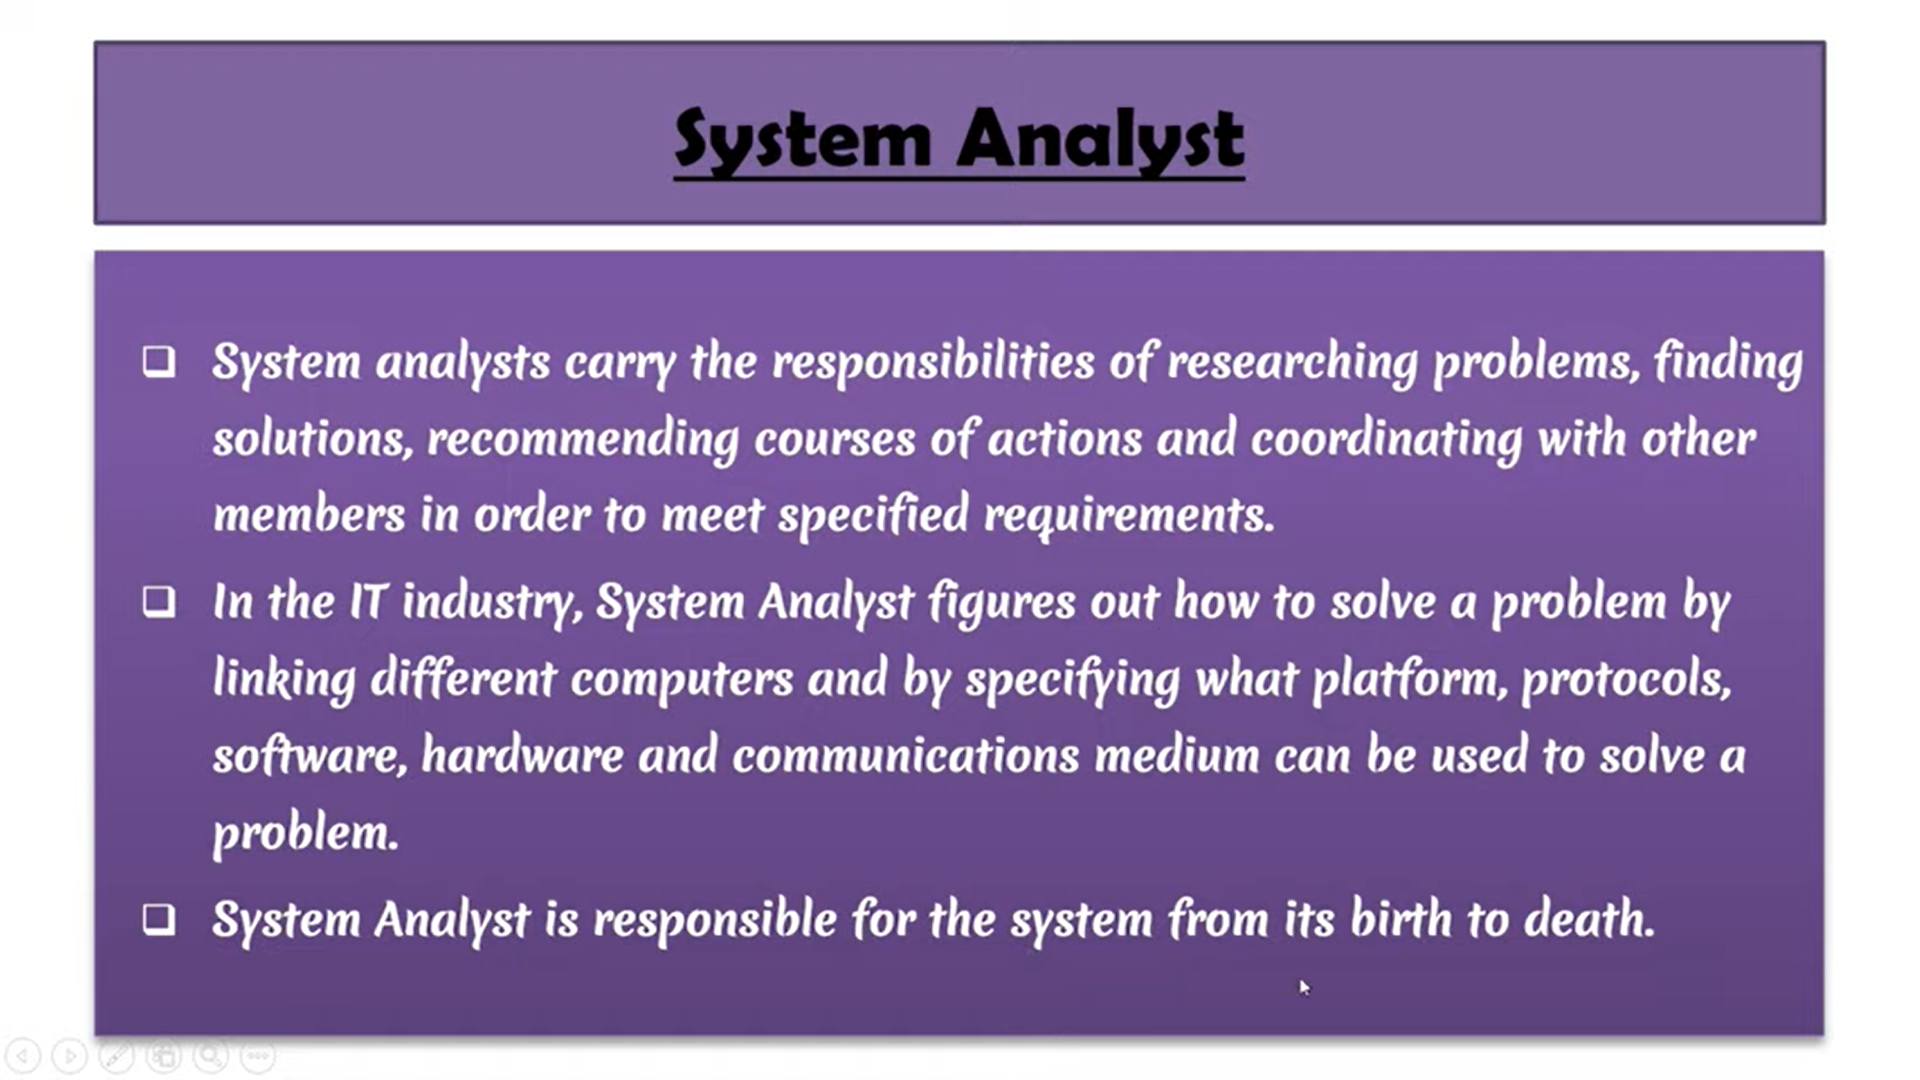 System Analyst
System analysts carry the responsibilities of researching problems, finding
solutions, recommending courses of actions and coordinating with other
members in order to meet specified requirements.
In the IT industry, System Analyst figures out how to solve a problem by
linking different computers and by specifying what platform, protocols,
software, hardware and communications medium can be used to solve a
problem.
System Analyst is responsible for the system from its birth to death.